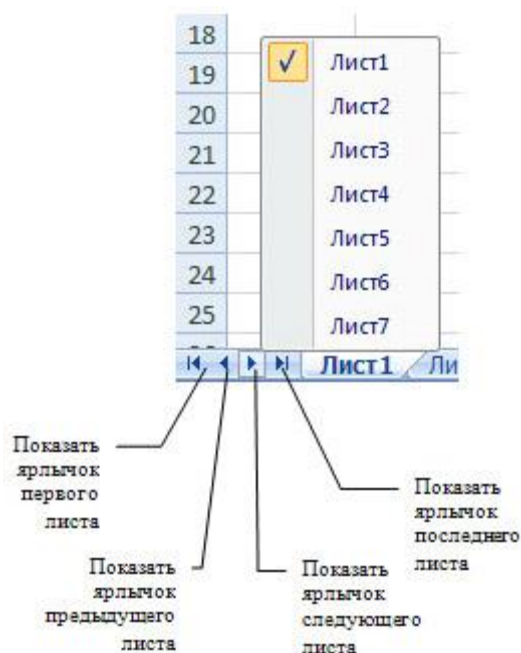 18
19
20
21
22
23
24
25
Лист1
Лист2
Лист3
Лист4
Лист5
Лист6
Лист7
Лист1
Ли
Показать
ярлычок
первого
листа
Показать
ярлычок
предыдущего
листа
Показать
ярлычок
следующего
листа
Показать
ярлычок
последнего
листа